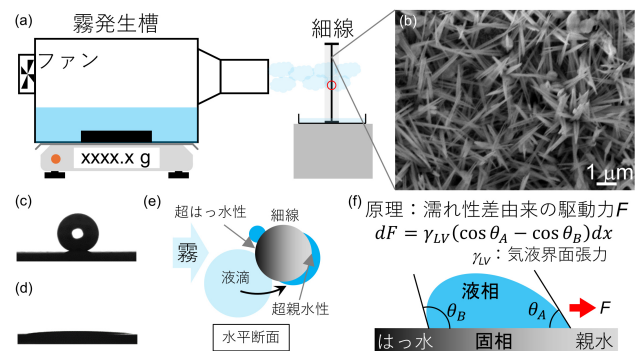 (a)
霧発生槽
ファン
xxxx.x g
細線
(b)
1 μm
(c)
(d)
(e)
超はっ水性
細線
霧
液滴
超親水性
水平断面
(f)
原理：濡れ性差由来の駆動力F
dF = γLV(cos θA − cos θB)dx
γLV：気液界面張力
液相
θB
θA
F
はっ水
固相
親水